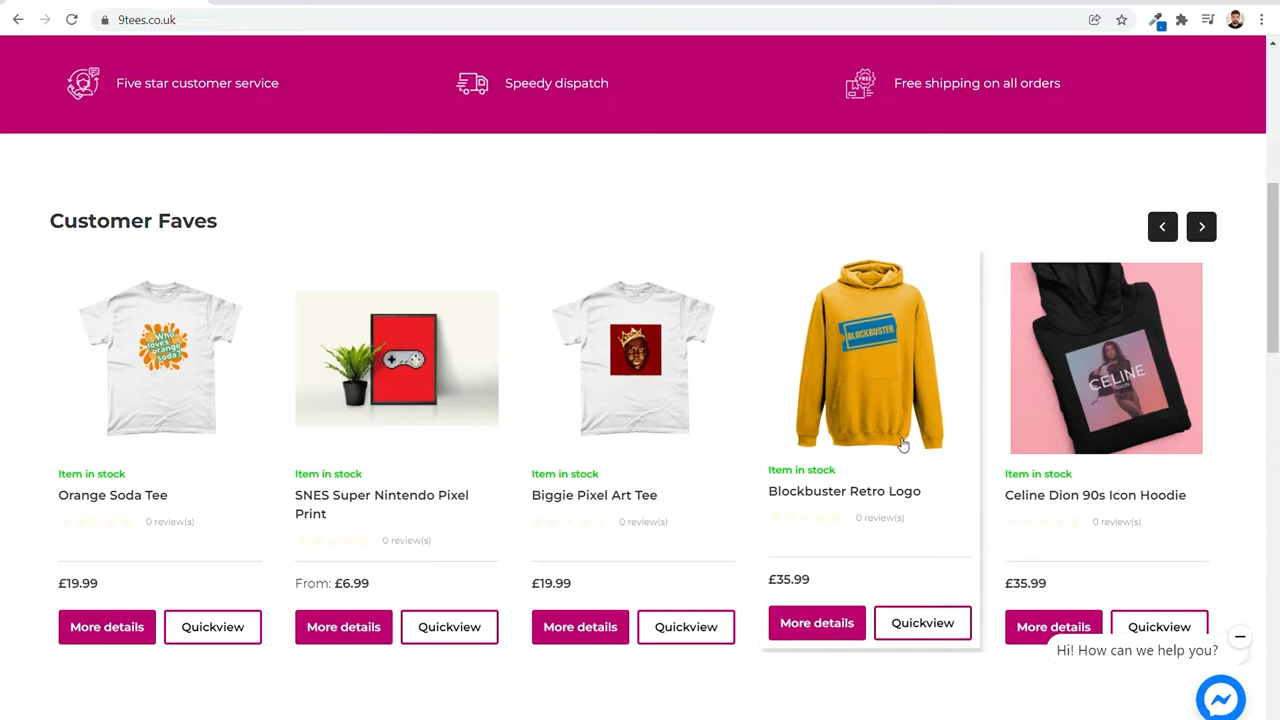 9tees.co.uk
Five star customer service
Speedy dispatch
Free shipping on all orders
Customer Faves
Who
loves
orange
soda?
BLOCKBUSTER
CELINE
DION
Item in stock
Item in stock
Item in stock
Item in stock
Item in stock
Orange Soda Tee
SNES Super Nintendo Pixel
Print
Biggie Pixel Art Tee
Blockbuster Retro Logo
Celine Dion 90s Icon Hoodie
0 review(s)
0 review(s)
0 review(s)
0 review(s)
0 review(s)
£19.99
From: £6.99
£19.99
£35.99
£35.99
More details
Quickview
More details
Quickview
More details
Quickview
More details
Quickview
More details
Quickview
Hi! How can we help you?